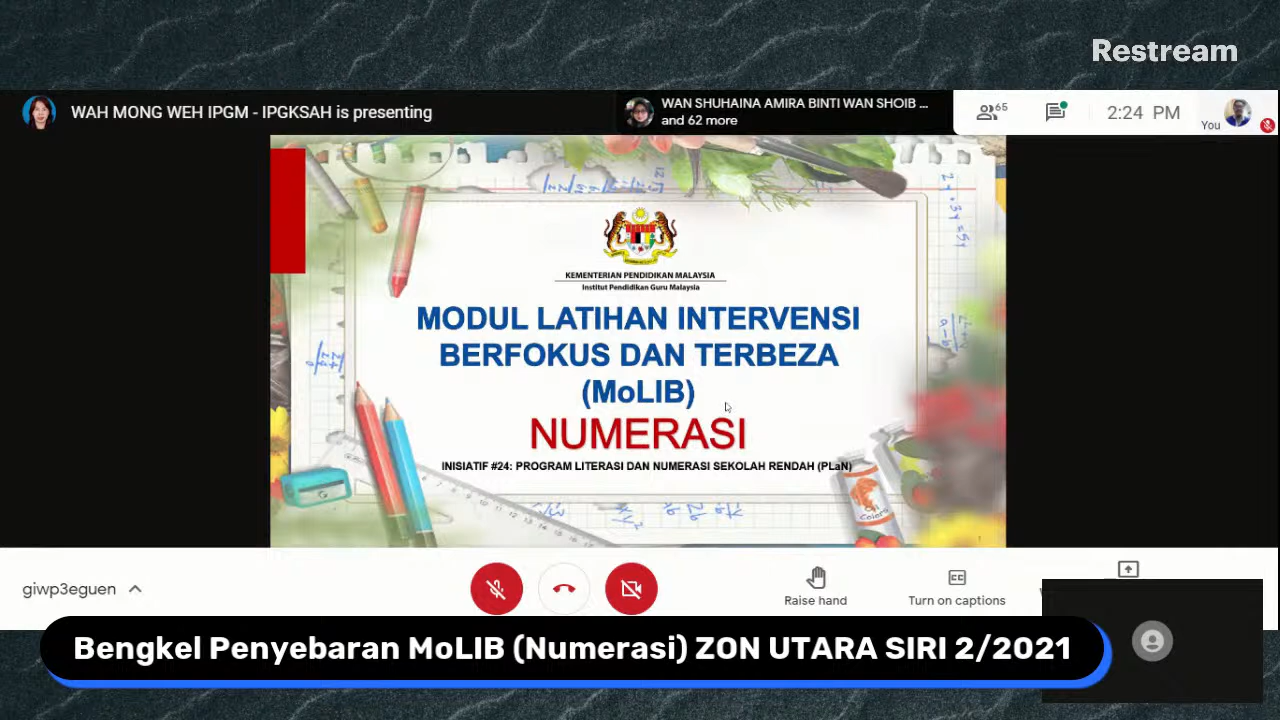 Restream
WAH MONG WEH IPGM - IPGKSAH is presenting
WAN SHUHAINA AMIRA BINTI WAN SHOIB ...
and 62 more
65
2:24 PM
You
KEMENTERIAN PENDIDIKAN MALAYSIA
Institut Pendidikan Guru Malaysia
MODUL LATIHAN INTERVENSI
BERFOKUS DAN TERBEZA
(MoLIB)
NUMERASI
INISIATIF #24: PROGRAM LITERASI DAN NUMERASI SEKOLAH RENDAH (PLaN)
giwp3eguen
Raise hand
Turn on captions
Bengkel Penyebaran MoLIB (Numerasi) ZON UTARA SIRI 2/2021